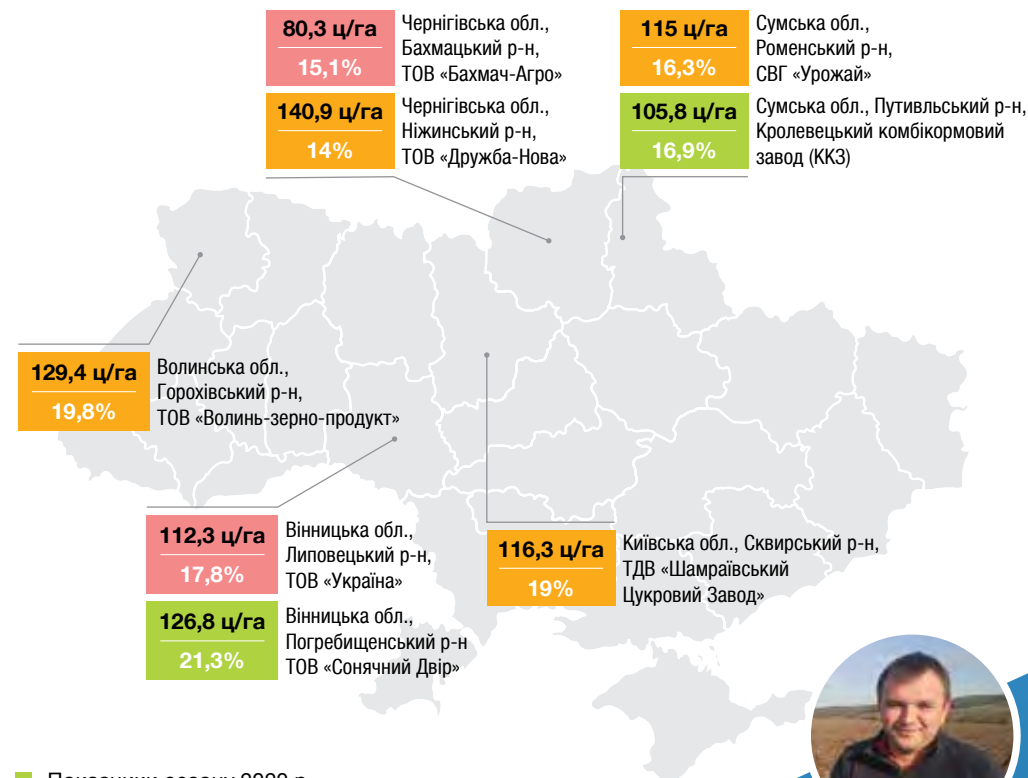 80,3 ц/га
15,1%
Чернігівська обл.,
Бахмацький р-н,
ТОВ «Бахмач-Агро»
140,9 ц/га
14%
Чернігівська обл.,
Ніжинський р-н,
ТОВ «Дружба-Нова»
115 ц/га
16,3%
Сумська обл.,
Роменський р-н,
СВГ «Урожай»
105,8 ц/га
16,9%
Сумська обл., Путивльський р-н,
Кролевецький комбікормовий
завод (ККЗ)
129,4 ц/га
19,8%
Волинська обл.,
Горохівський р-н,
ТОВ «Волинь-зерно-продукт»
112,3 ц/га
17,8%
Вінницька обл.,
Липовецький р-н,
ТОВ «Україна»
126,8 ц/га
21,3%
Вінницька обл.,
Погребищенський р-н
ТОВ «Сонячний Двір»
116,3 ц/га
19%
Київська обл., Сквирський р-н,
ТДВ «Шамраївський
Цукровий Завод»